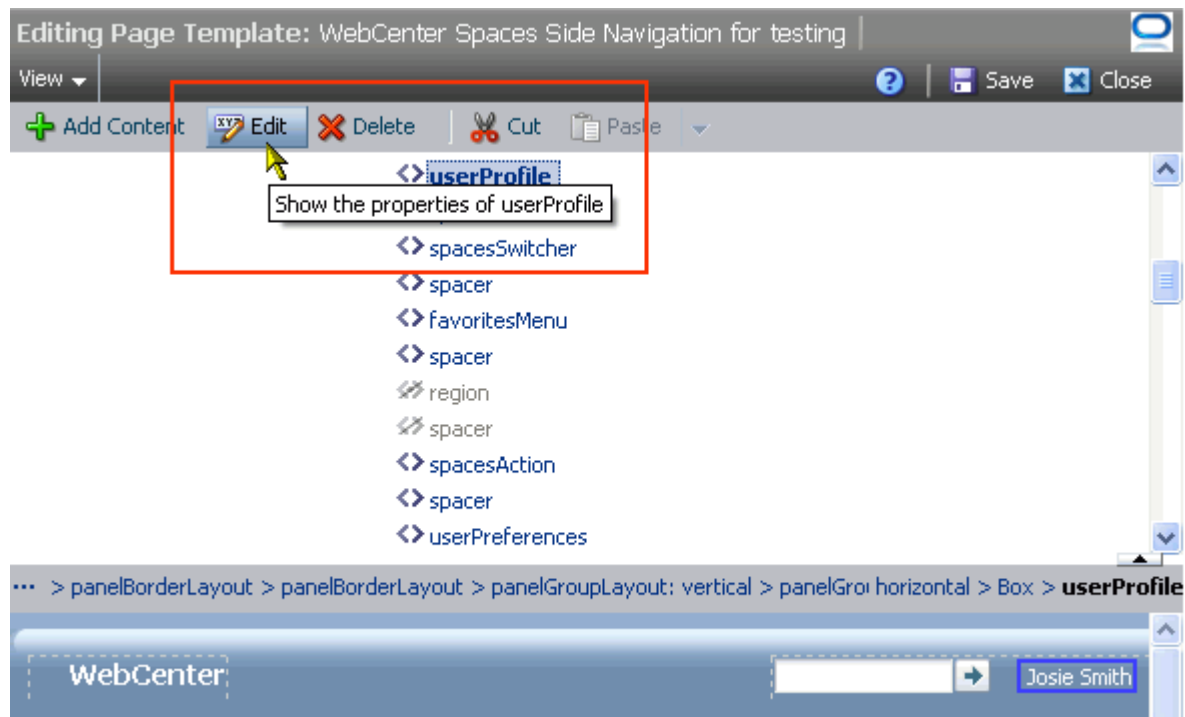 Editing Page Template: WebCenter Spaces Side Navigation for testing
View Save Close
Add Content Edit Delete Cut Paste
userProfile
Show the properties of userProfile
spacesSwitcher
spacer
favoritesMenu
spacer
region
spacer
spacesAction
spacer
userPreferences
... > panelBorderLayout > panelBorderLayout > panelGroupLayout: vertical > panelGroi horizontal > Box > userProfile
WebCenter Josie Smith